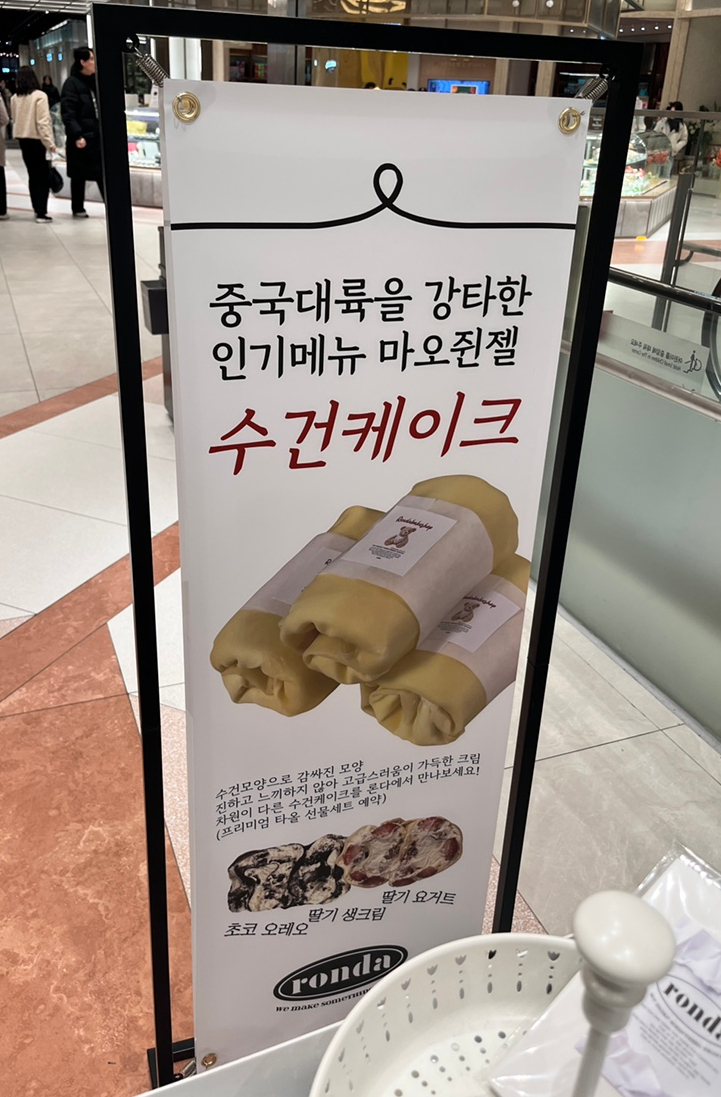 중국대륙을 강타한
인기메뉴 마오쥔젤
수건케이크
Rondabakeshop
수건모양으로 감싸진 모양
진하고 느끼하지 않아 고급스러움이 가득한 크림
차원이 다른 수건케이크를 론다에서 만나보세요!
(프리미엄 타올 선물세트 예약)
딸기 요거트
딸기 생크림
초코 오레오
ronda
we make
ronda